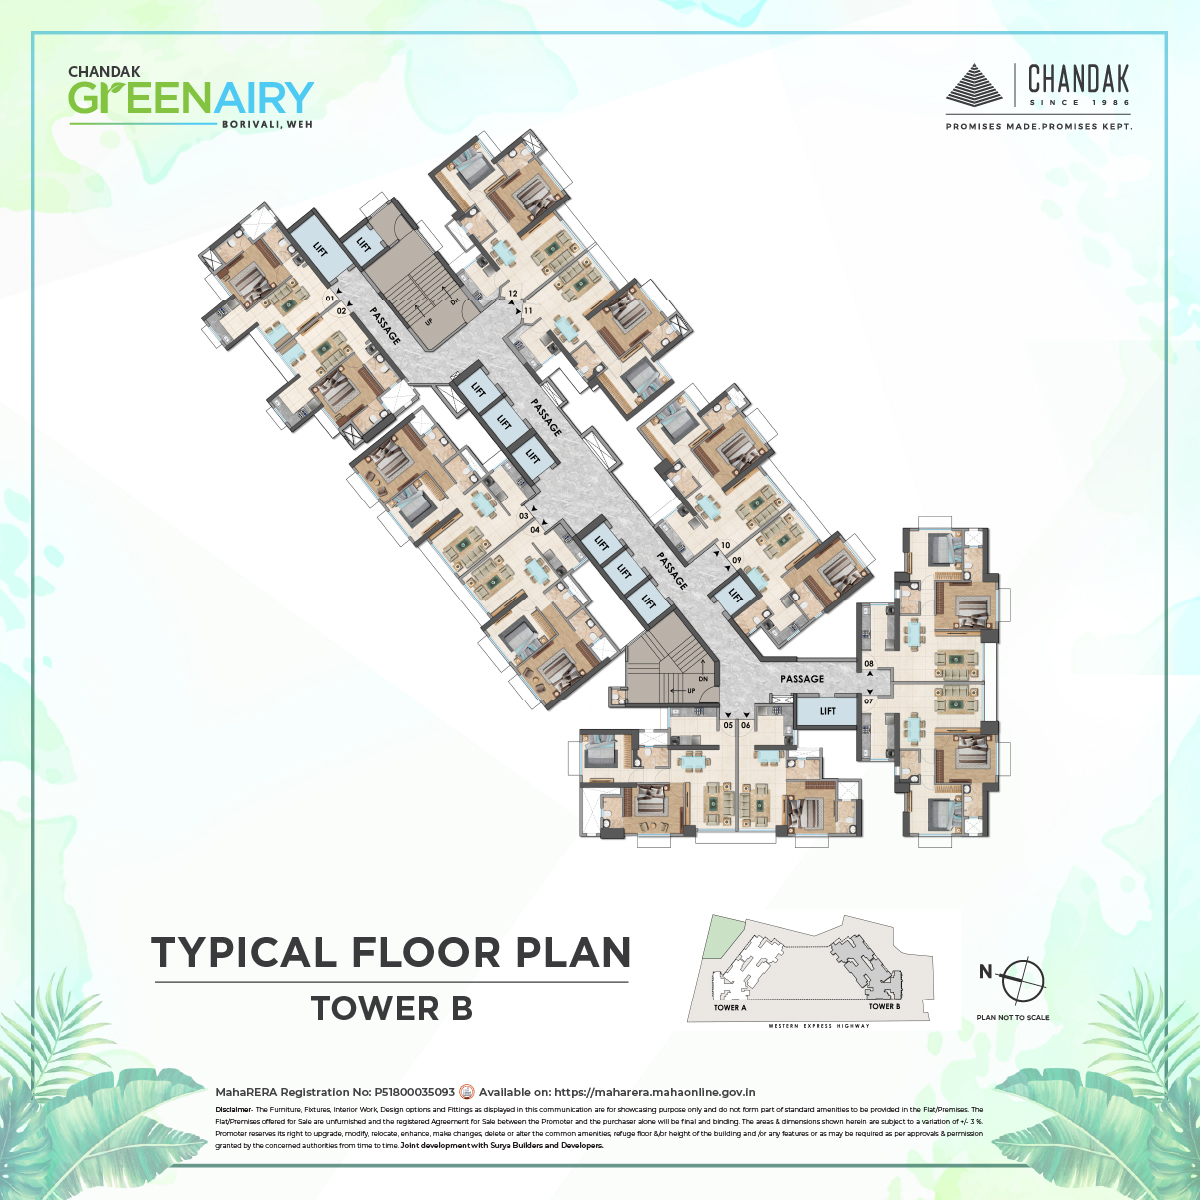 CHANDAK
GREENAIRY
BORIVALI, WEH
CHANDAK
SINCE 1986
PROMISES MADE.PROMISES KEPT.
LIFT
LIFT
01
02
PASSAGE
UP
DN
12
11
LIFT
LIFT
LIFT
PASSAGE
03
04
LIFT
LIFT
LIFT
PASSAGE
10
09
LIFT
DN
UP
PASSAGE
08
07
LIFT
05
06
TYPICAL FLOOR PLAN
TOWER B
TOWER A
TOWER B
WESTERN EXPRESS HIGHWAY
N
PLAN NOT TO SCALE
MahaRERA Registration No: P51800035093 Available on: https://maharera.mahaonline.gov.in
Disclaimer- The Furniture, Fixtures, Interior Work, Design options and Fittings as displayed in this communication are for showcasing purpose only and do not form part of standard amenities to be provided in the Flat/Premises. The
Flat/Premises offered for Sale are unfurnished and the registered Agreement for Sale between the Promoter and the purchaser alone will be final and binding. The areas & dimensions shown herein are subject to a variation of +/- 3 %.
Promoter reserves its right to upgrade, modify, relocate, enhance, make changes, delete or alter the common amenities, refuge floor &/or height of the building and /or any features or as may be required as per approvals & permission
granted by the concerned authorities from time to time. Joint development with Surya Builders and Developers.